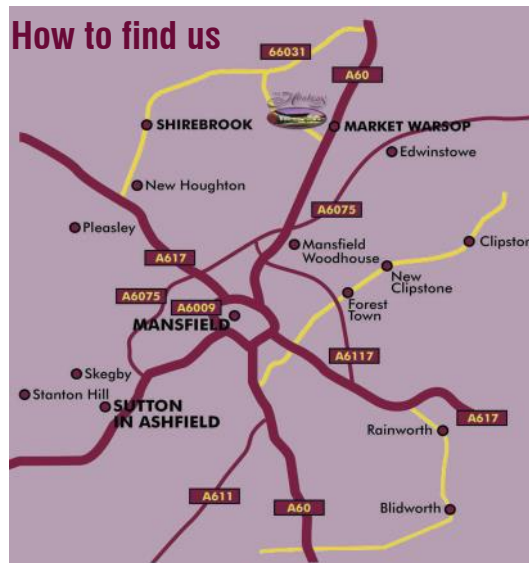 How to find us
66031
A60
SHIREBROOK
MARKET WARSOP
Edwinstowe
New Houghton
A6075
Pleasley
Mansfield
Woodhouse
Clipston
A617
New
Clipstone
A6075
A6009
Forest
Town
MANSFIELD
A6117
Skegby
Stanton Hill
SUTTON
IN ASHFIELD
A617
Rainworth
A611
A60
Blidworth